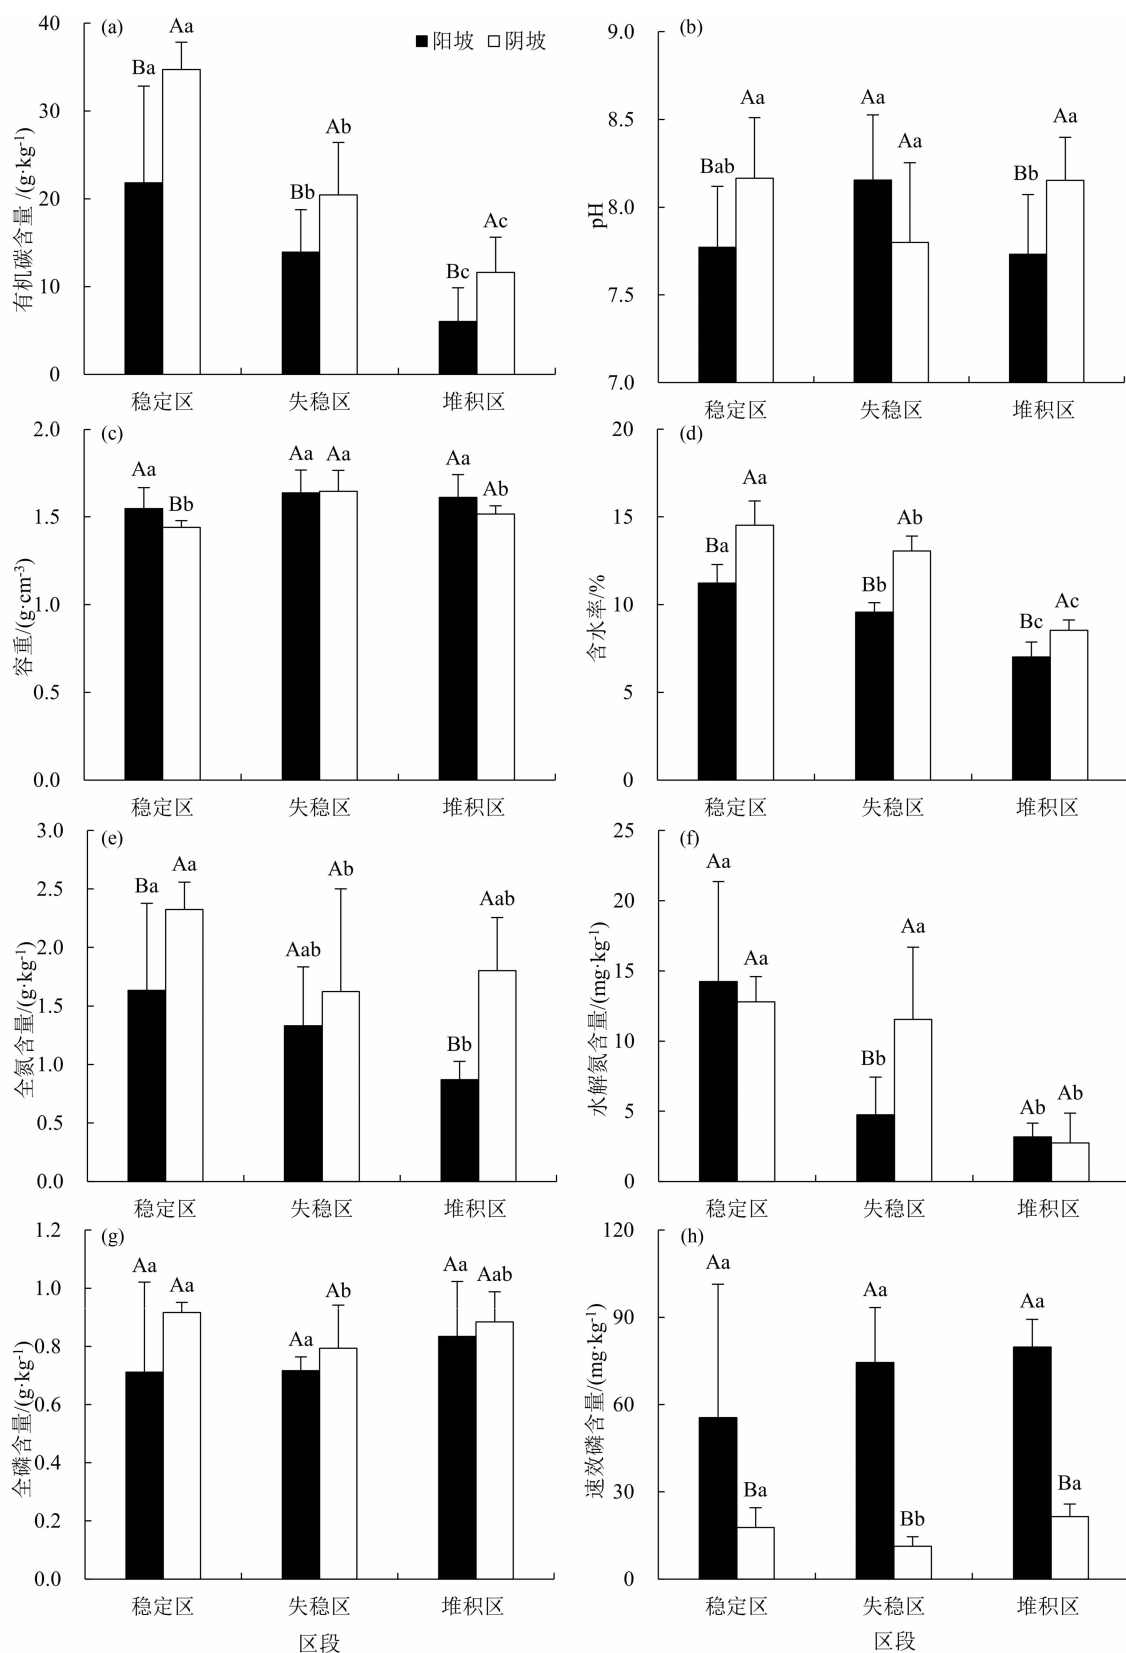 (a)
阳坡 阴坡
有机碳含量 /(g·kg⁻¹)
40
30
20
10
0
Ba Aa
Bb Ab
Bc Ac
稳定区 失稳区 堆积区
(b)
pH
9.0
8.5
8.0
7.5
7.0
Bab Aa
Aa Aa
Bb Aa
稳定区 失稳区 堆积区
(c)
容重/(g·cm⁻³)
2.0
1.5
1.0
0.5
0.0
Aa Bb
Aa Aa
Aa Ab
稳定区 失稳区 堆积区
(d)
含水率/%
20
15
10
5
0
Ba Aa
Bb Ab
Bc Ac
稳定区 失稳区 堆积区
(e)
全氮含量/(g·kg⁻¹)
3.0
2.5
2.0
1.5
1.0
0.5
0.0
Ba Aa
Aab Ab
Bb Aab
稳定区 失稳区 堆积区
(f)
水解氮含量/(mg·kg⁻¹)
25
20
15
10
5
0
Aa Aa
Bb Aa
Ab Ab
稳定区 失稳区 堆积区
(g)
全磷含量/(g·kg⁻¹)
1.2
1.0
0.8
0.6
0.4
0.2
0.0
Aa Aa
Aa Ab
Aa Aab
稳定区 失稳区 堆积区
区段
(h)
速效磷含量/(mg·kg⁻¹)
120
90
60
30
0
Aa Ba
Aa Bb
Aa Ba
稳定区 失稳区 堆积区
区段